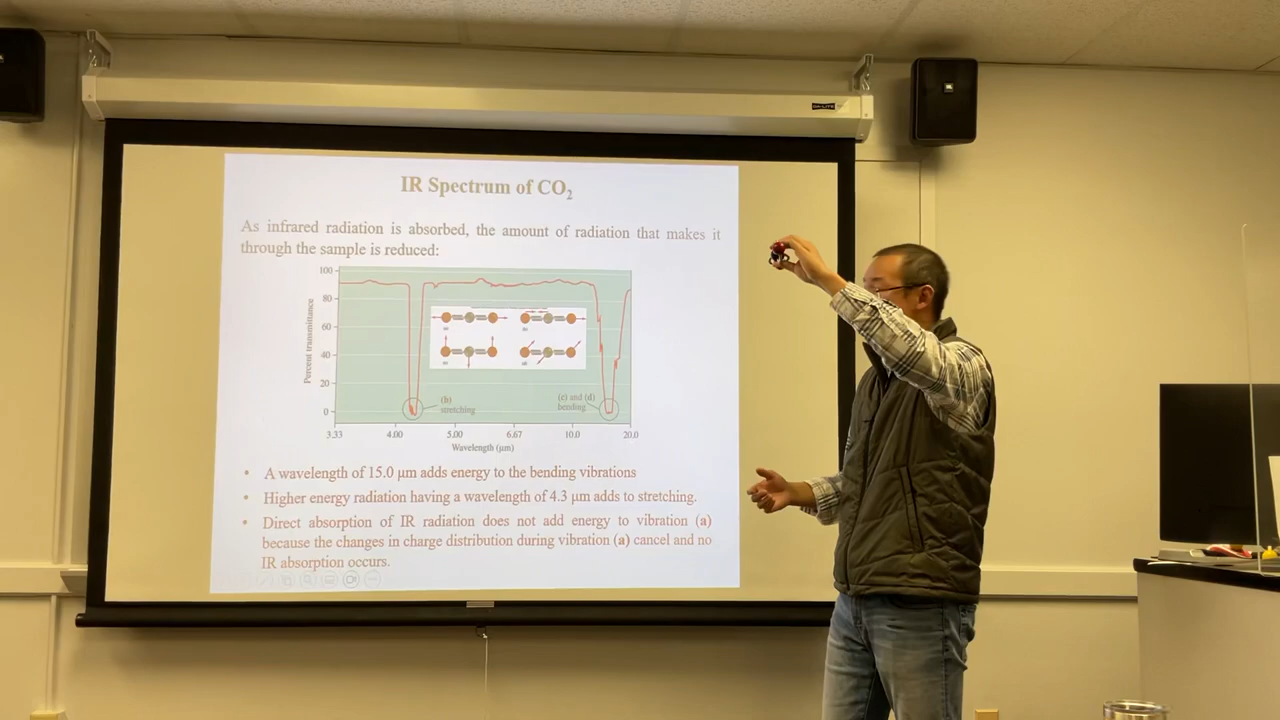 DA-LITE
JBL
IR Spectrum of CO₂
As infrared radiation is absorbed, the amount of radiation that makes it
through the sample is reduced:
100
80
60
40
20
0
Percent transmittance
(b)
stretching
(c) and (d)
bending
3.33 4.00 5.00 6.67 10.0 20.0
Wavelength (µm)
• A wavelength of 15.0 µm adds energy to the bending vibrations
• Higher energy radiation having a wavelength of 4.3 µm adds to stretching.
• Direct absorption of IR radiation does not add energy to vibration (a)
because the changes in charge distribution during vibration (a) cancel and no
IR absorption occurs.